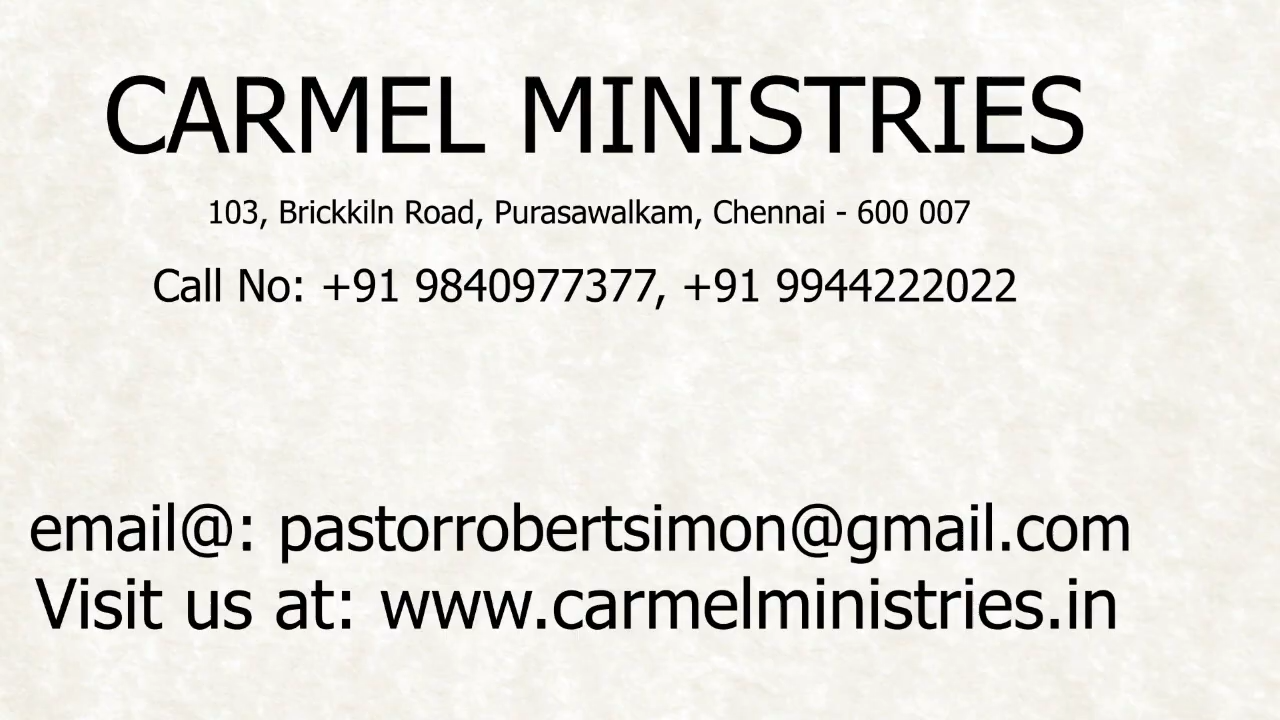 CARMEL MINISTRIES
103, Brickkiln Road, Purasawalkam, Chennai - 600 007
Call No: +91 9840977377, +91 9944222022
email@: pastorrobertsimon@gmail.com
Visit us at: www.carmelministries.in